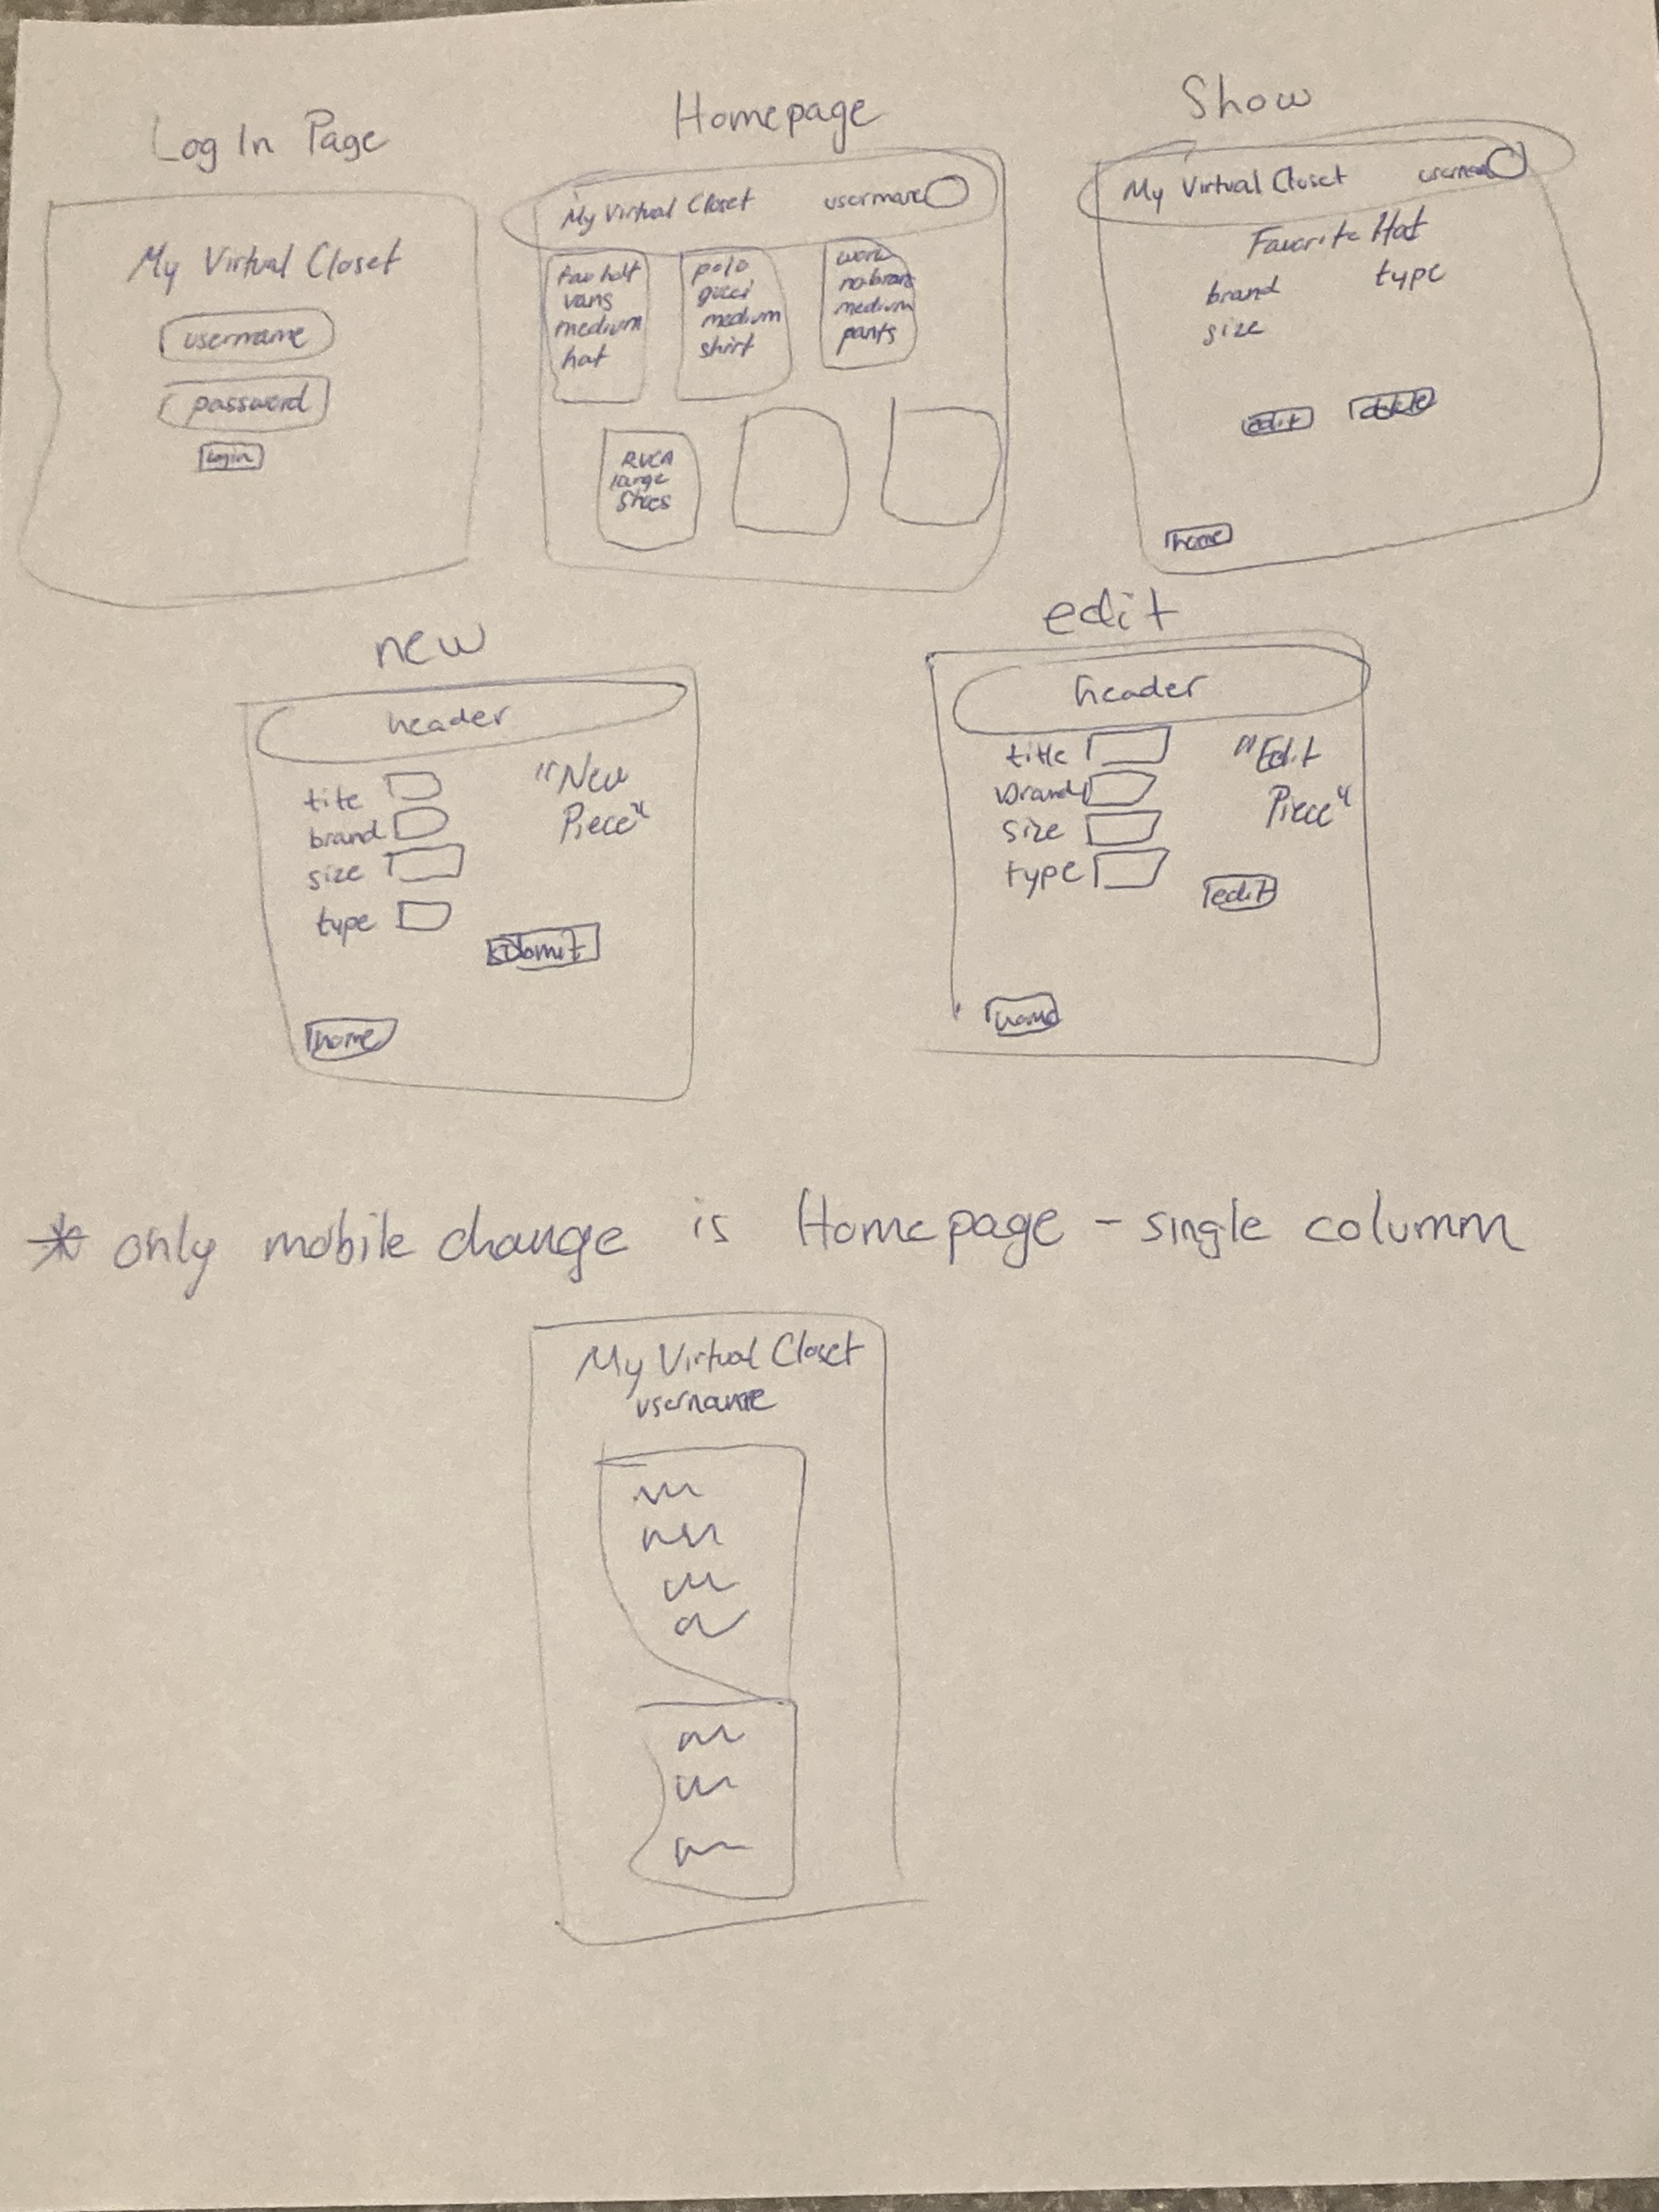 Log In Page
My Virtual Closet
username
password
login
Homepage
My Virtual Closet username
fav hat
vans
medium
hat
polo
gucci
medium
shirt
work
no brand
medium
pants
RVCA
large
Shoes
Show
My Virtual Closet username
Favorite Hat
brand type
size
edit delete
home
new
header
title
brand
size
type
"New
Piece"
submit
home
edit
header
title
brand
size
type
"Edit
Piece"
edit
home
* only mobile change is Homepage - single column
My Virtual Closet
username